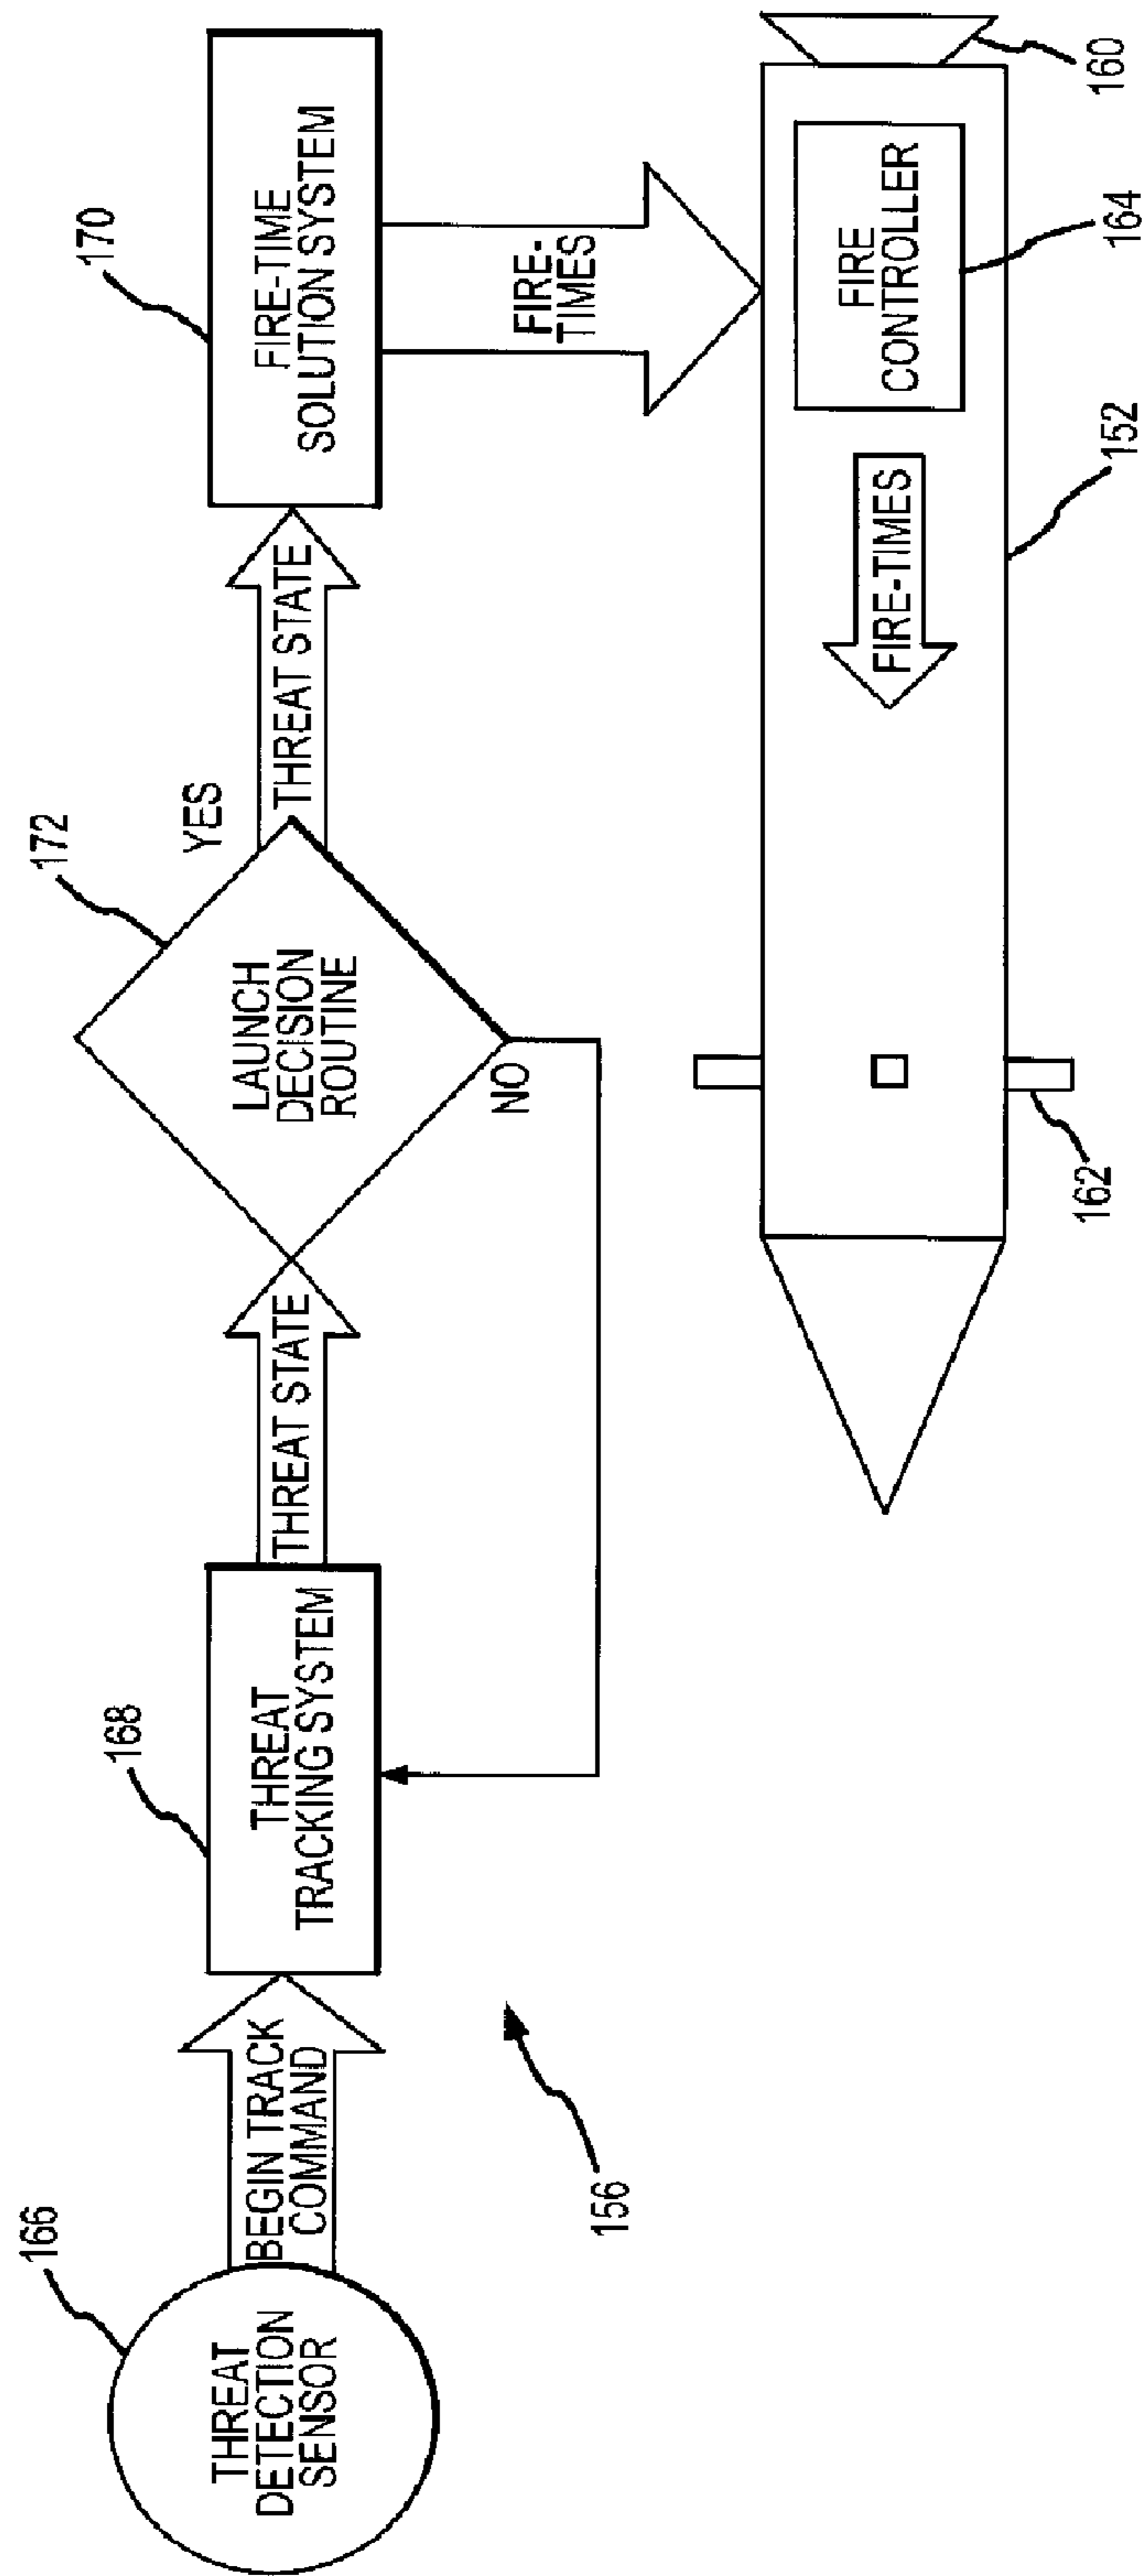 166
THREAT
DETECTION
SENSOR
BEGIN TRACK
COMMAND
168
THREAT
TRACKING SYSTEM
THREAT STATE
172
LAUNCH
DECISION
ROUTINE
YES
NO
THREAT STATE
170
FIRE-TIME
SOLUTION SYSTEM
FIRE-
TIMES
156
162
FIRE-TIMES
152
FIRE
CONTROLLER
164
160